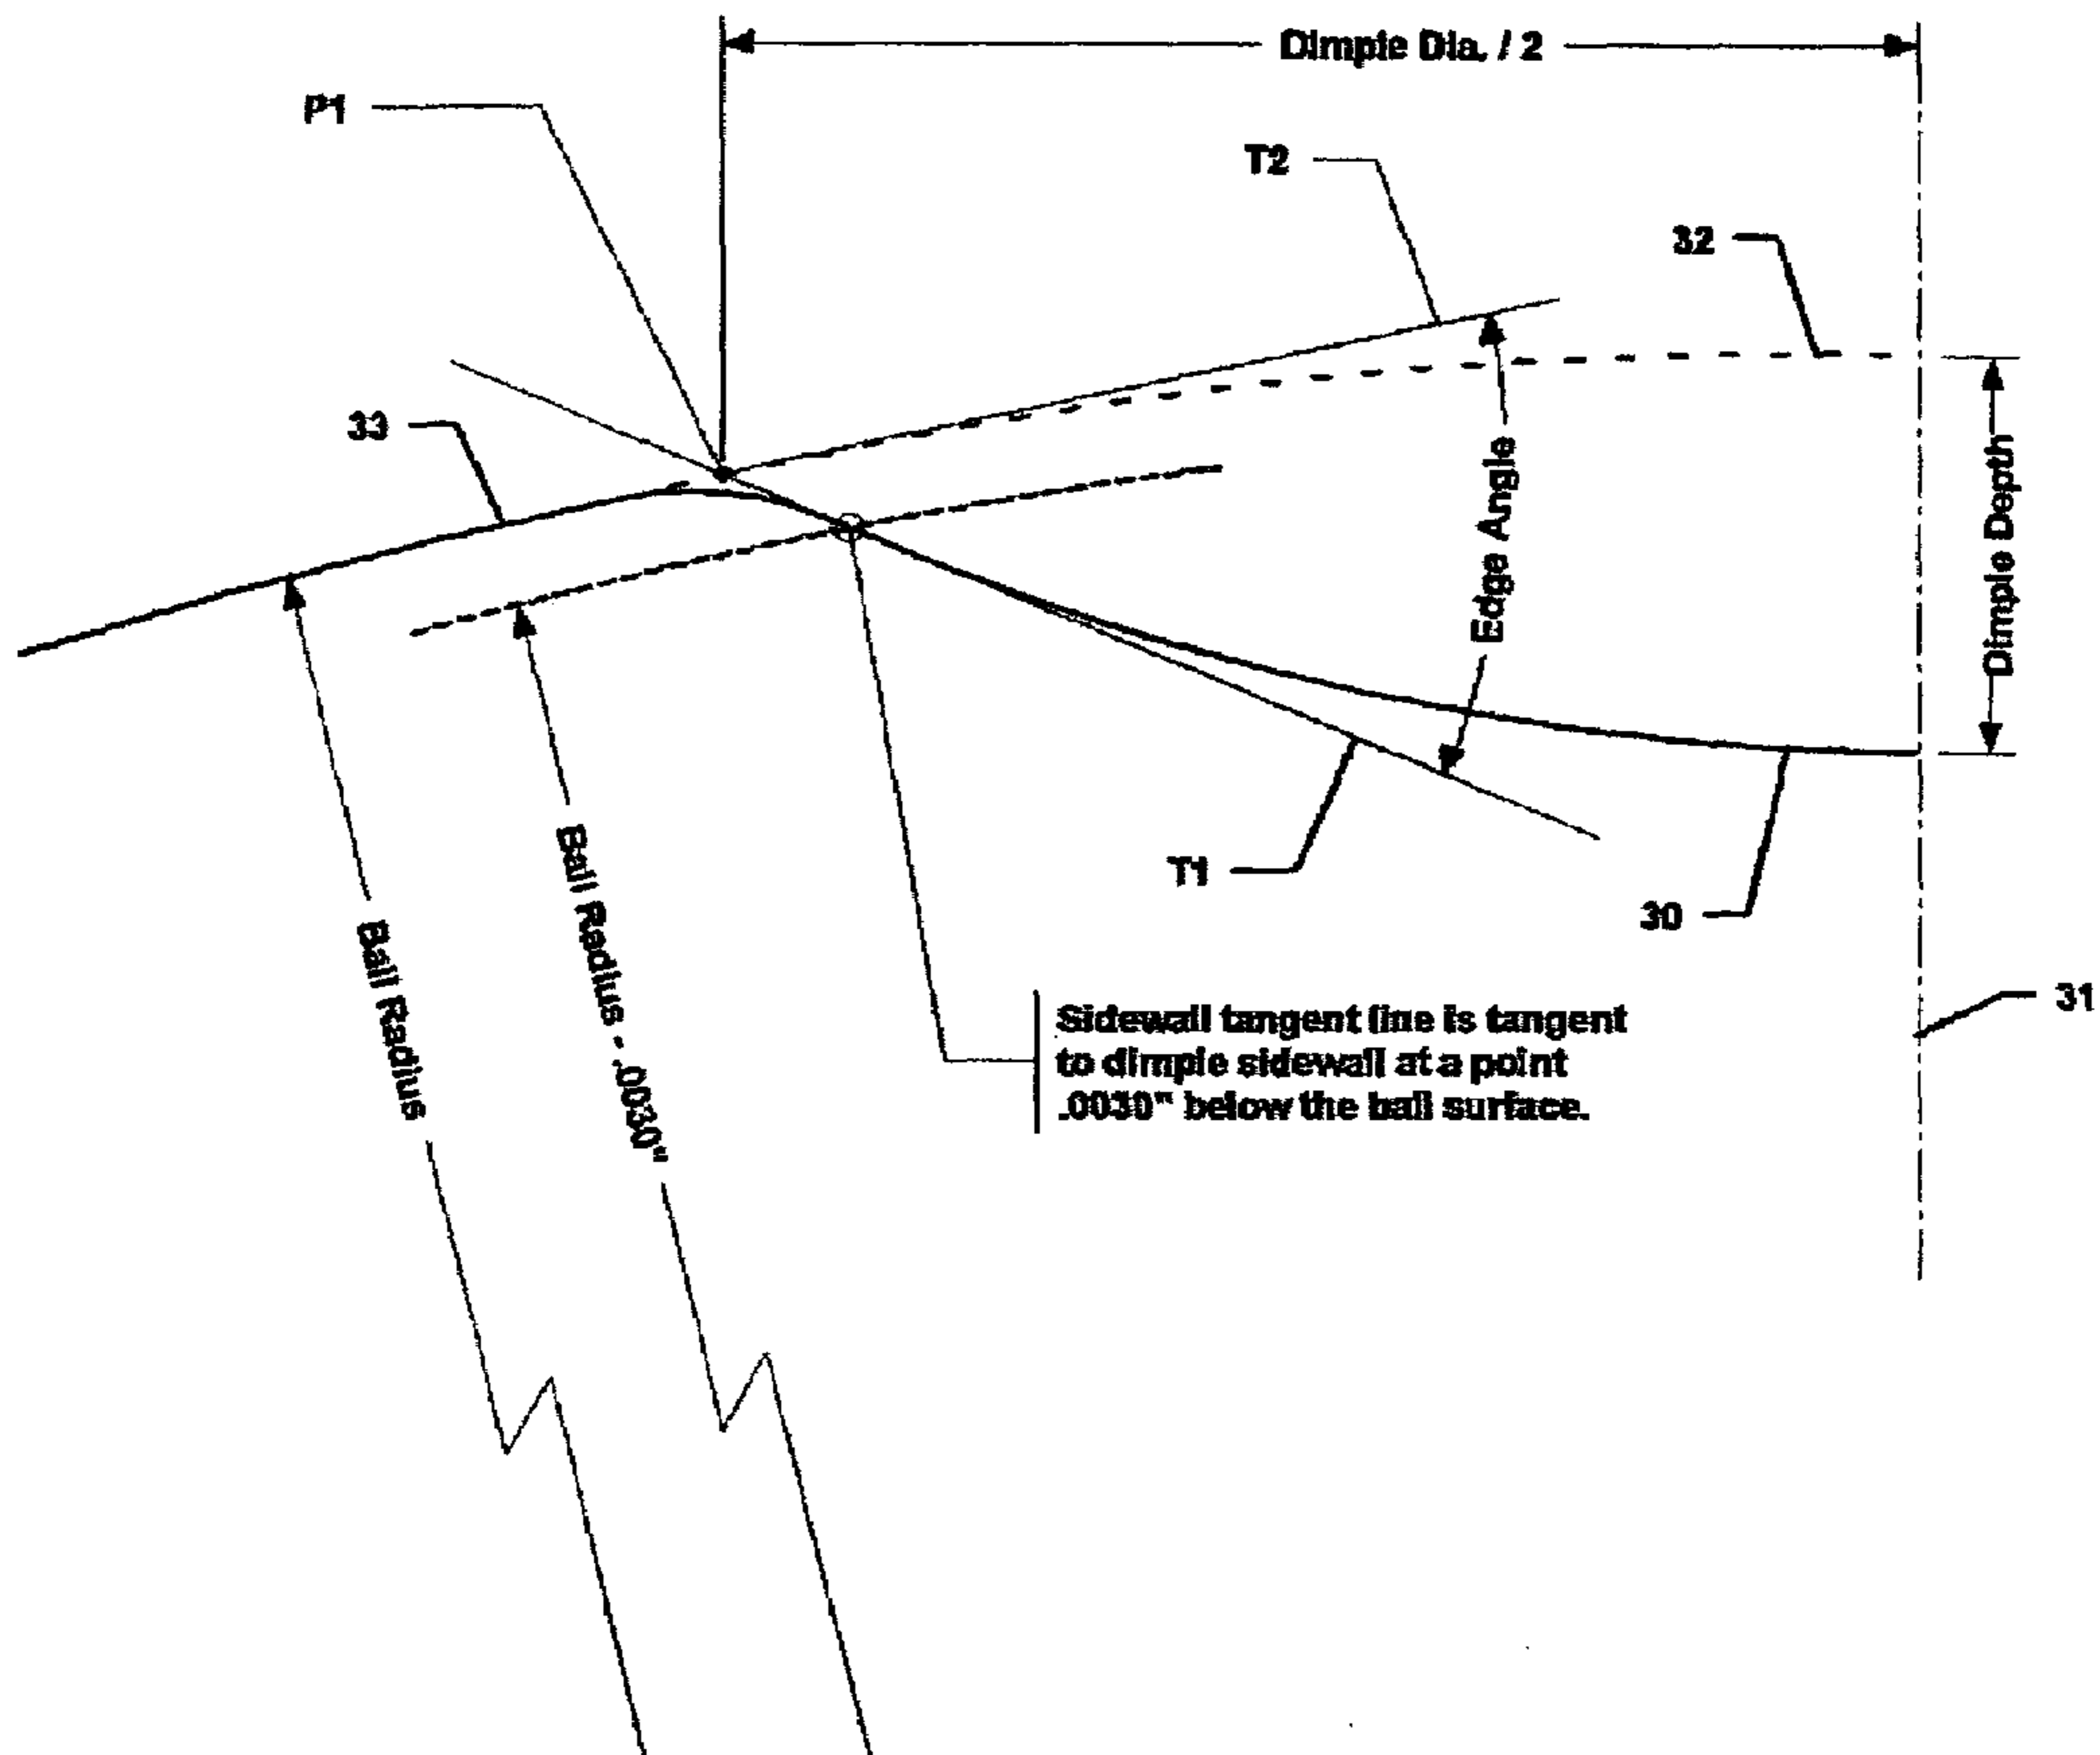 Dimple Dia. / 2
P1
T2
32
33
Edge Angle
Dimple Depth
T1
30
Ball Radius
Ball Radius - .0030"
31
Sidewall tangent line is tangent
to dimple sidewall at a point
.0030" below the ball surface.